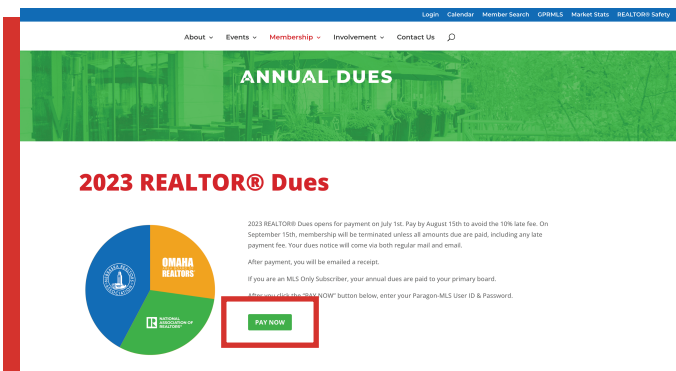 Login Calendar Member Search GPRMLS Market Stats REALTOR® Safety
About Events Membership Involvement Contact Us
ANNUAL DUES
2023 REALTOR® Dues
2023 REALTOR® Dues opens for payment on July 1st. Pay by August 15th to avoid the 10% late fee. On
September 15th, membership will be terminated unless all amounts due are paid, including any late
payment fee. Your dues notice will come via both regular mail and email.
After payment, you will be emailed a receipt.
If you are an MLS Only Subscriber, your annual dues are paid to your primary board.
After you click the "PAY NOW" button below, enter your Paragon-MLS User ID & Password.
PAY NOW
OMAHA
REALTORS®
NEBRASKA REALTORS
ASSOCIATION
NATIONAL
ASSOCIATION OF
REALTORS®